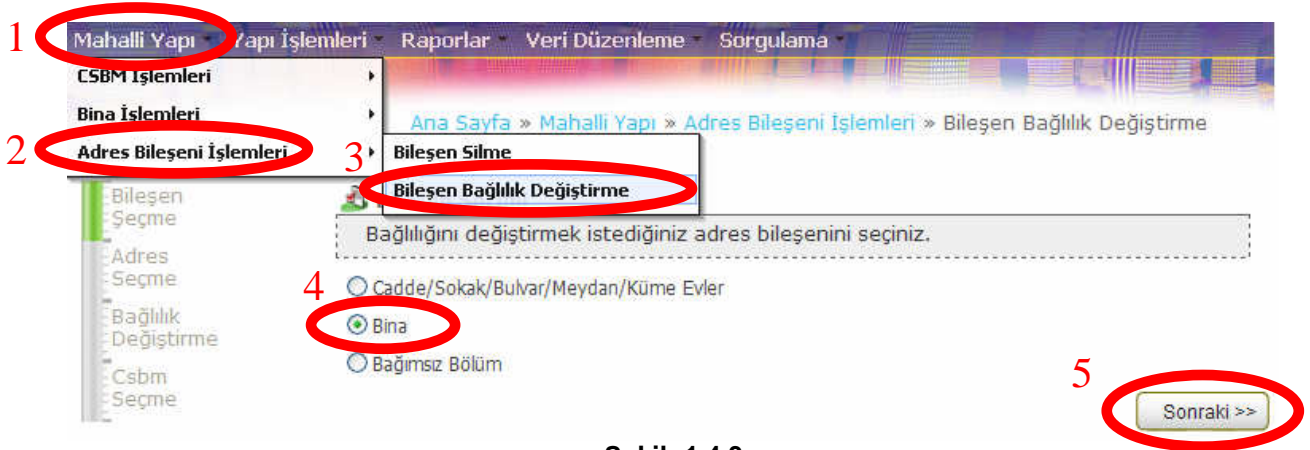 1
Mahalli Yapı Yapı İşlemleri Raporlar Veri Düzenleme Sorgulama
CSBM İşlemleri
Bina İşlemleri
Ana Sayfa » Mahalli Yapı » Adres Bileşeni İşlemleri » Bileşen Bağlılık Değiştirme
2
Adres Bileşeni İşlemleri
3
Bileşen Silme
Bileşen Bağlılık Değiştirme
Bileşen
Seçme
Bağlılığını değiştirmek istediğiniz adres bileşenini seçiniz.
Adres
Seçme
4
Cadde/Sokak/Bulvar/Meydan/Küme Evler
Bağlılık
Değiştirme
Bina
Bağımsız Bölüm
Csbm
Seçme
5
Sonraki >>